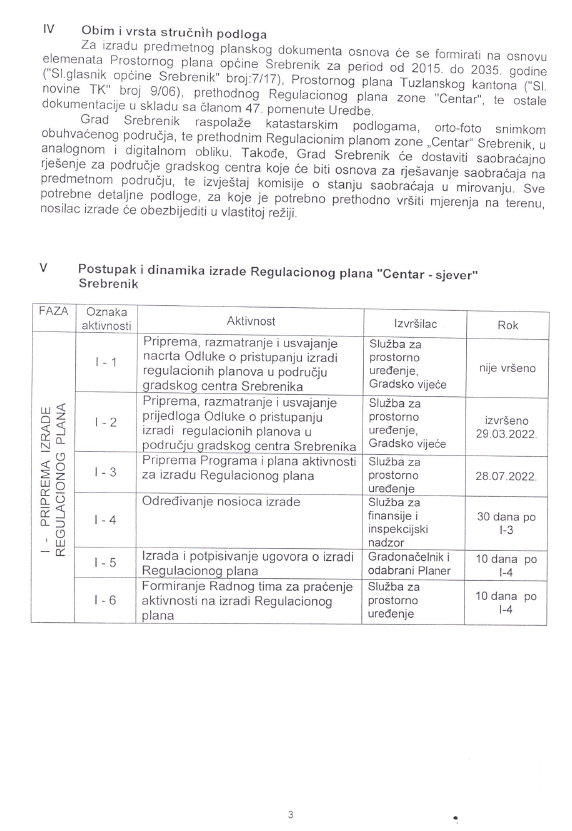 IV Obim i vrsta stručnih podloga
Za izradu predmetnog planskog dokumenta osnova će se formirati na osnovu
elemenata Prostornog plana općine Srebrenik za period od 2015. do 2035. godine
("Sl.glasnik općine Srebrenik" broj:7/17), Prostornog plana Tuzlanskog kantona ("Sl.
novine TK" broj 9/06), prethodnog Regulacionog plana zone "Centar", te ostale
dokumentacije u skladu sa članom 47. pomenute Uredbe.
Grad Srebrenik raspolaže katastarskim podlogama, orto-foto snimkom
obuhvaćenog područja, te prethodnim Regulacionim planom zone „Centar“ Srebrenik, u
analognom i digitalnom obliku. Takođe, Grad Srebrenik će dostaviti saobraćajno
rješenje za područje gradskog centra koje će biti osnova za rješavanje saobraćaja na
predmetnom području, te izvještaj komisije o stanju saobraćaja u mirovanju. Sve
potrebne detaljne podloge, za koje je potrebno prethodno vršiti mjerenja na terenu,
nosilac izrade će obezbijediti u vlastitoj režiji.
V Postupak i dinamika izrade Regulacionog plana "Centar - sjever"
Srebrenik
FAZA
Oznaka
aktivnosti
Aktivnost
Izvršilac
Rok
I - PRIPREMA IZRADE
REGULACIONOG PLANA
I - 1
Priprema, razmatranje i usvajanje
nacrta Odluke o pristupanju izradi
regulacionih planova u području
gradskog centra Srebrenika
Služba za
prostorno
uređenje,
Gradsko vijeće
nije vršeno
I - 2
Priprema, razmatranje i usvajanje
prijedloga Odluke o pristupanju
izradi regulacionih planova u
području gradskog centra Srebrenika
Služba za
prostorno
uređenje,
Gradsko vijeće
izvršeno
29.03.2022.
I - 3
Priprema Programa i plana aktivnosti
za izradu Regulacionog plana
Služba za
prostorno
uređenje
28.07.2022.
I - 4
Određivanje nosioca izrade
Služba za
finansije i
inspekcijski
nadzor
30 dana po
I-3
I - 5
Izrada i potpisivanje ugovora o izradi
Regulacionog plana
Gradonačelnik i
odabrani Planer
10 dana po
I-4
I - 6
Formiranje Radnog tima za praćenje
aktivnosti na izradi Regulacionog
plana
Služba za
prostorno
uređenje
10 dana po
I-4
3